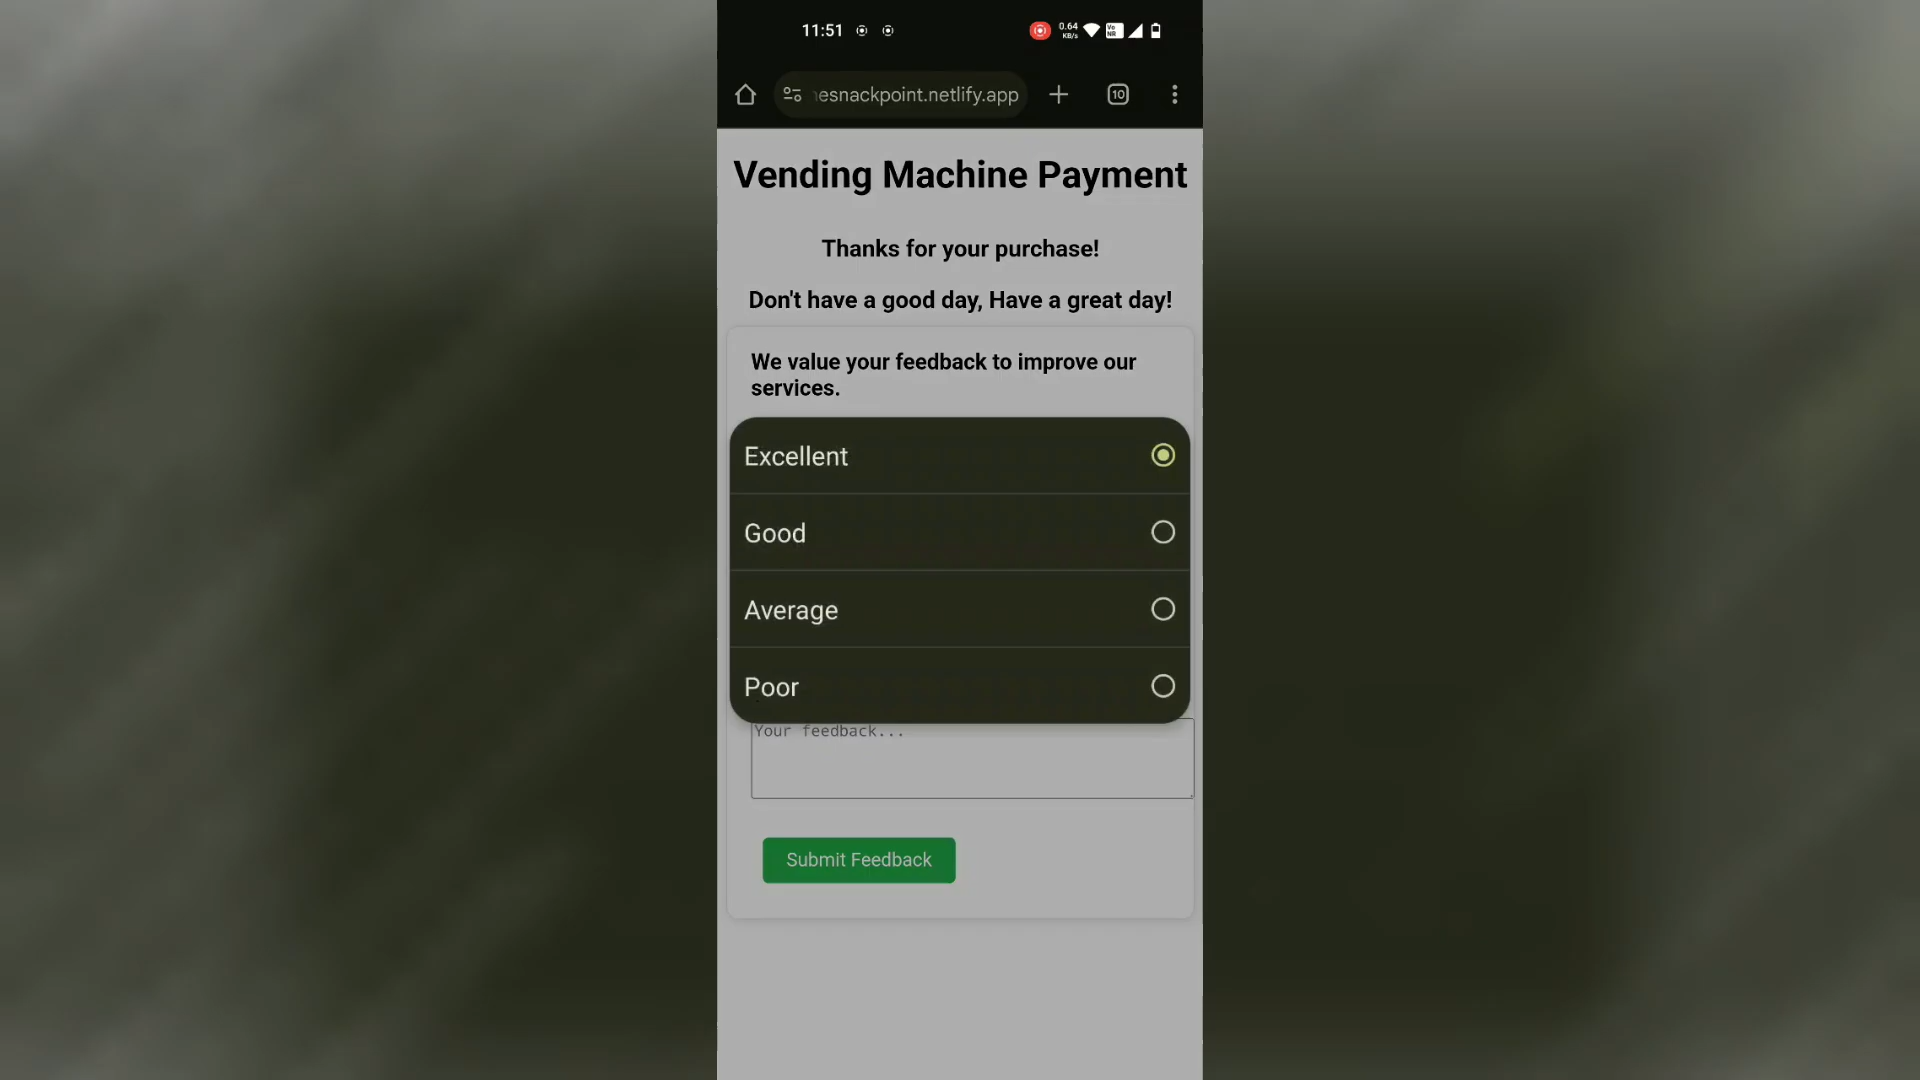 11:51
0.64
KB/s
Vo
NR
esnackpoint.netlify.app
10
Vending Machine Payment
Thanks for your purchase!
Don't have a good day, Have a great day!
We value your feedback to improve our
services.
Excellent
Good
Average
Poor
Your feedback...
Submit Feedback